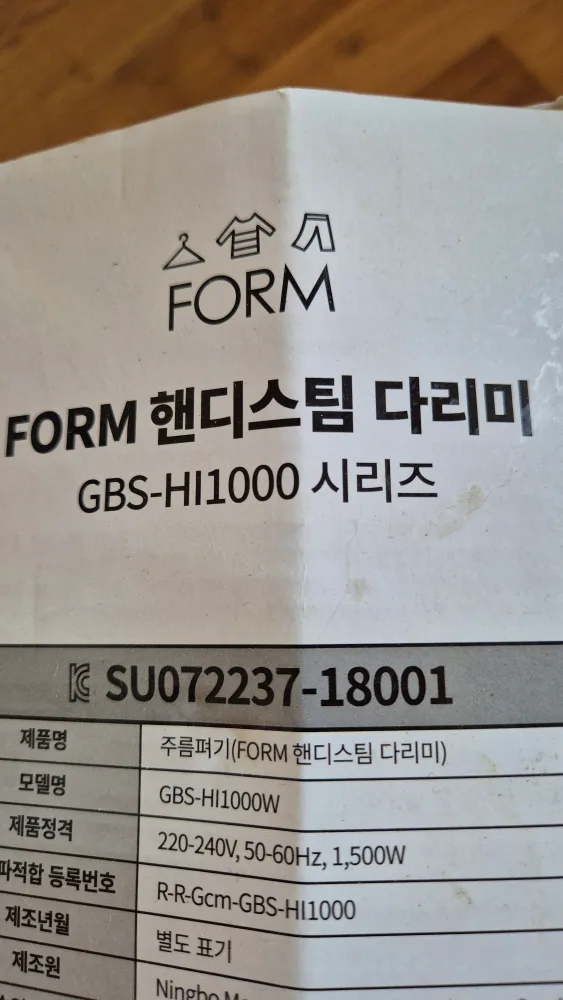 FORM
FORM 핸디스팀 다리미
GBS-HI1000 시리즈
SU072237-18001
제품명 주름펴기(FORM 핸디스팀 다리미)
모델명 GBS-HI1000W
제품정격 220-240V, 50-60Hz, 1,500W
파적합 등록번호 R-R-Gcm-GBS-HI1000
제조년월 별도 표기
제조원 Ningbo